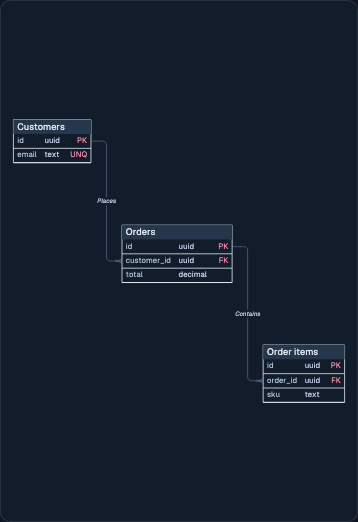 Customers
id uuid PK
email text UNQ
Places
Orders
id uuid PK
customer_id uuid FK
total decimal
Contains
Order items
id uuid PK
order_id uuid FK
sku text